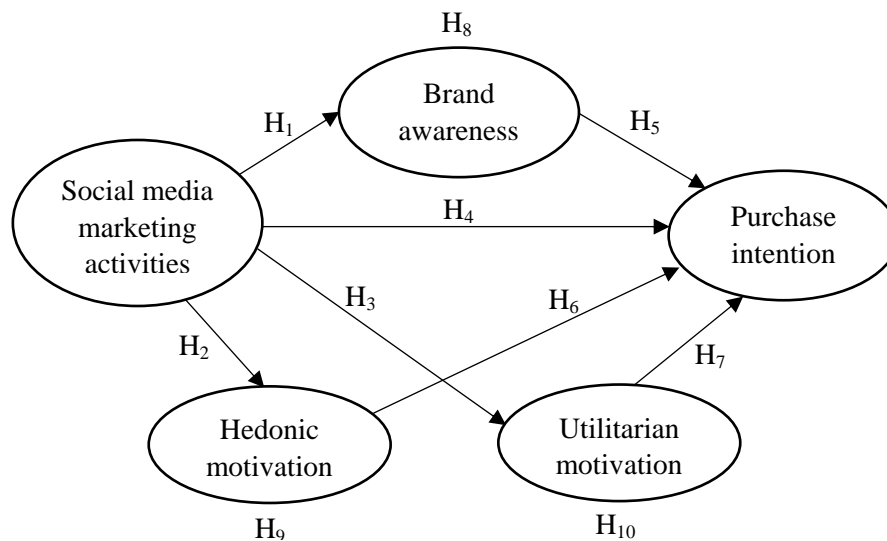 H₈
Brand
awareness
H₁
H₅
Social media
marketing
activities
H₄
Purchase
intention
H₃
H₆
H₂
H₇
Hedonic
motivation
Utilitarian
motivation
H₉
H₁₀